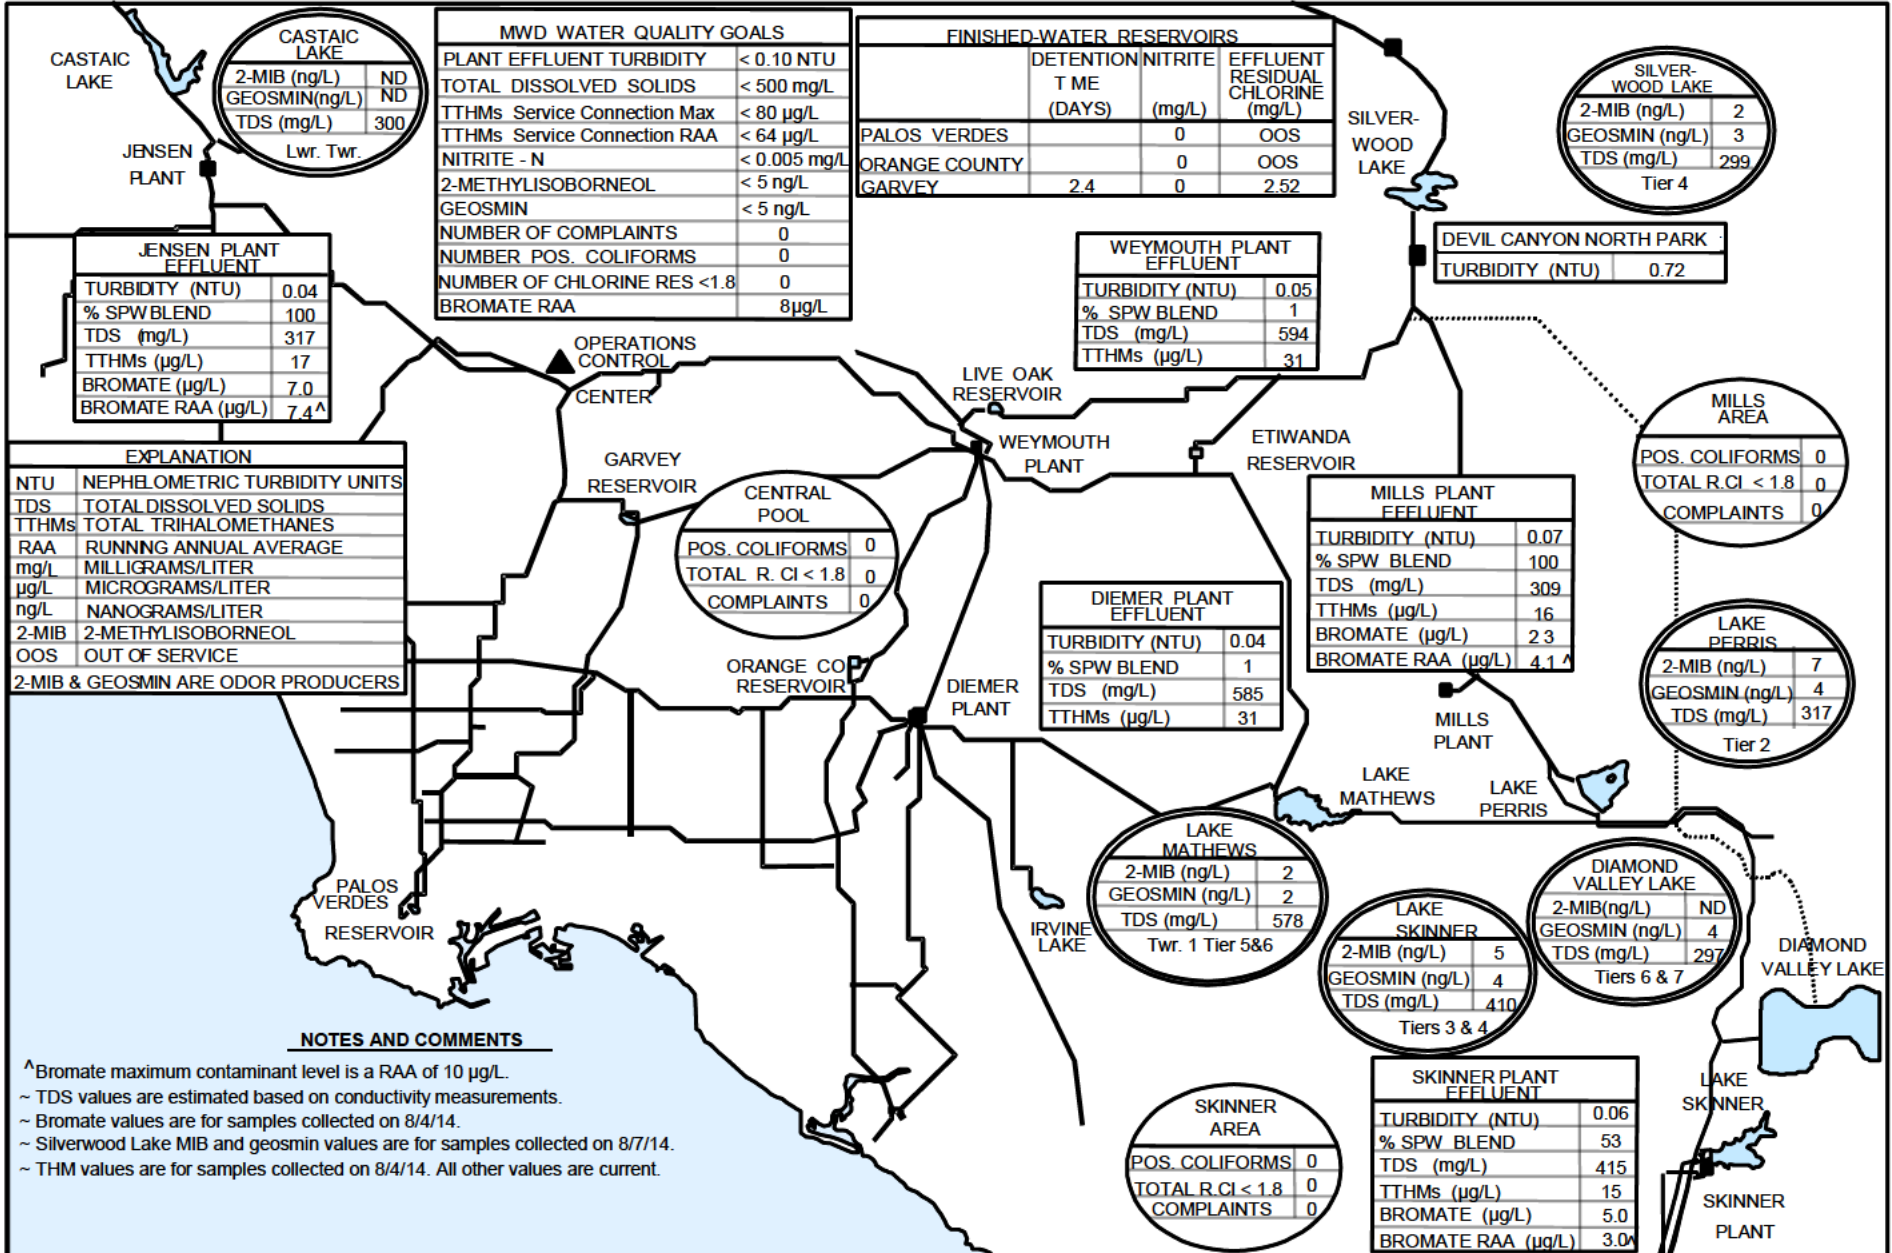 CASTAIC
LAKE
CASTAIC
LAKE
2-MIB (ng/L) ND
GEOSMIN(ng/L) ND
TDS (mg/L) 300
Lwr. Twr.
JENSEN
PLANT
MWD WATER QUALITY GOALS
PLANT EFFLUENT TURBIDITY < 0.10 NTU
TOTAL DISSOLVED SOLIDS < 500 mg/L
TTHMs Service Connection Max < 80 µg/L
TTHMs Service Connection RAA < 64 µg/L
NITRITE - N < 0.005 mg/L
2-METHYLISOBORNEOL < 5 ng/L
GEOSMIN < 5 ng/L
NUMBER OF COMPLAINTS 0
NUMBER POS. COLIFORMS 0
NUMBER OF CHLORINE RES <1.8 0
BROMATE RAA 8µg/L
FINISHED-WATER RESERVOIRS
DETENTION NITRITE EFFLUENT
T ME RESIDUAL
CHLORINE
(DAYS) (mg/L) (mg/L)
PALOS VERDES 0 OOS
ORANGE COUNTY 0 OOS
GARVEY 2.4 0 2.52
SILVER-
WOOD
LAKE
SILVER-
WOOD LAKE
2-MIB (ng/L) 2
GEOSMIN (ng/L) 3
TDS (mg/L) 299
Tier 4
DEVIL CANYON NORTH PARK
TURBIDITY (NTU) 0.72
JENSEN PLANT
EFFLUENT
TURBIDITY (NTU) 0.04
% SPW BLEND 100
TDS (mg/L) 317
TTHMs (µg/L) 17
BROMATE (µg/L) 7.0
BROMATE RAA (µg/L) 7.4^
WEYMOUTH PLANT
EFFLUENT
TURBIDITY (NTU) 0.05
% SPW BLEND 1
TDS (mg/L) 594
TTHMs (µg/L) 31
OPERATIONS
CONTROL
CENTER
LIVE OAK
RESERVOIR
WEYMOUTH
PLANT
ETIWANDA
RESERVOIR
MILLS
AREA
POS. COLIFORMS 0
TOTAL R.Cl < 1.8 0
COMPLAINTS 0
EXPLANATION
NTU NEPHELOMETRIC TURBIDITY UNITS
TDS TOTAL DISSOLVED SOLIDS
TTHMs TOTAL TRIHALOMETHANES
RAA RUNNING ANNUAL AVERAGE
mg/L MILLIGRAMS/LITER
µg/L MICROGRAMS/LITER
ng/L NANOGRAMS/LITER
2-MIB 2-METHYLISOBORNEOL
OOS OUT OF SERVICE
2-MIB & GEOSMIN ARE ODOR PRODUCERS
GARVEY
RESERVOIR
CENTRAL
POOL
POS. COLIFORMS 0
TOTAL R. Cl < 1.8 0
COMPLAINTS 0
MILLS PLANT
EFFLUENT
TURBIDITY (NTU) 0.07
% SPW BLEND 100
TDS (mg/L) 309
TTHMs (µg/L) 16
BROMATE (µg/L) 2 3
BROMATE RAA (µg/L) 4.1 ^
DIEMER PLANT
EFFLUENT
TURBIDITY (NTU) 0.04
% SPW BLEND 1
TDS (mg/L) 585
TTHMs (µg/L) 31
LAKE
PERRIS
2-MIB (ng/L) 7
GEOSMIN (ng/L) 4
TDS (mg/L) 317
Tier 2
ORANGE CO
RESERVOIR
DIEMER
PLANT
MILLS
PLANT
LAKE
MATHEWS
LAKE
PERRIS
LAKE
MATHEWS
2-MIB (ng/L) 2
GEOSMIN (ng/L) 2
TDS (mg/L) 578
Twr. 1 Tier 5&6
DIAMOND
VALLEY LAKE
2-MIB(ng/L) ND
GEOSMIN (ng/L) 4
TDS (mg/L) 297
Tiers 6 & 7
LAKE
SKINNER
2-MIB (ng/L) 5
GEOSMIN (ng/L) 4
TDS (mg/L) 410
Tiers 3 & 4
DIAMOND
VALLEY LAKE
PALOS
VERDES
RESERVOIR
IRVINE
LAKE
NOTES AND COMMENTS
^Bromate maximum contaminant level is a RAA of 10 µg/L.
~ TDS values are estimated based on conductivity measurements.
~ Bromate values are for samples collected on 8/4/14.
~ Silverwood Lake MIB and geosmin values are for samples collected on 8/7/14.
~ THM values are for samples collected on 8/4/14. All other values are current.
SKINNER
AREA
POS. COLIFORMS 0
TOTAL R.Cl < 1.8 0
COMPLAINTS 0
SKINNER PLANT
EFFLUENT
TURBIDITY (NTU) 0.06
% SPW BLEND 53
TDS (mg/L) 415
TTHMs (µg/L) 15
BROMATE (µg/L) 5.0
BROMATE RAA (µg/L) 3.0^
LAKE
SKINNER
SKINNER
PLANT